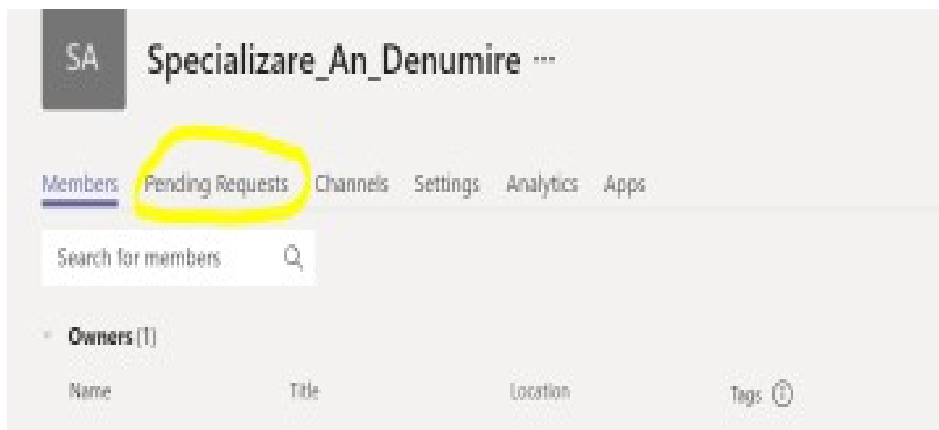 SA
Specializare_An_Denumire ...
Members Pending Requests Channels Settings Analytics Apps
Search for members
Owners (1)
Name Title Location Tags